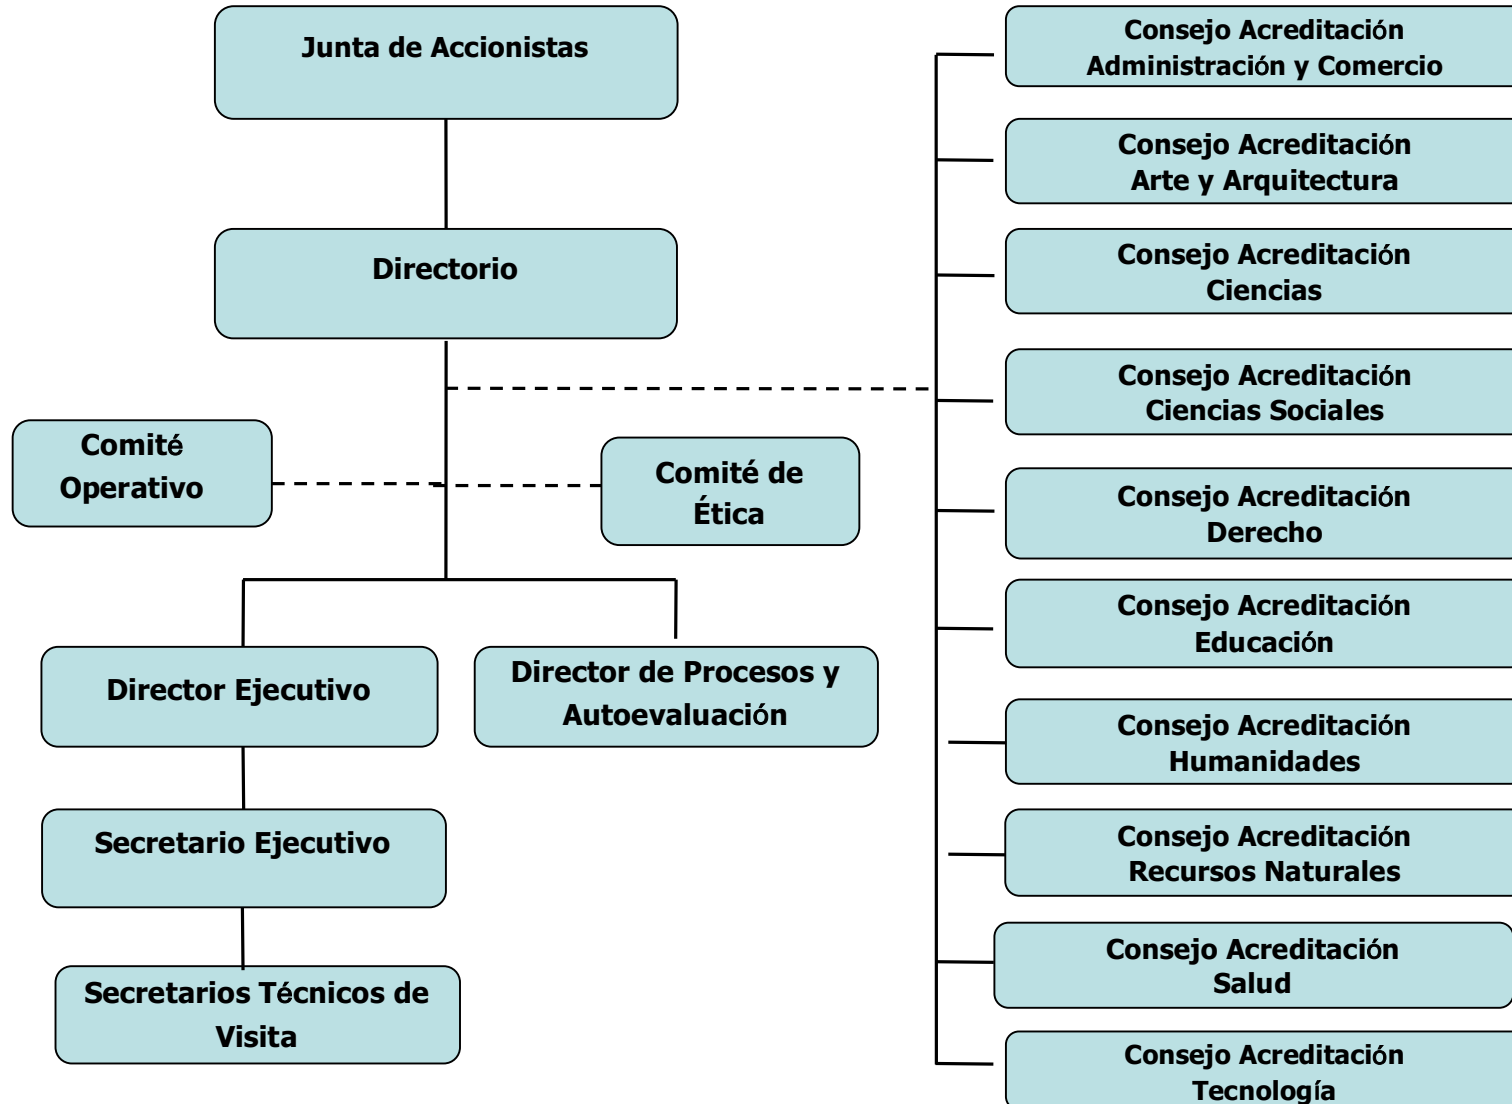 Junta de Accionistas
Directorio
Comité
Operativo
Comité de
Ética
Director Ejecutivo
Director de Procesos y
Autoevaluación
Secretario Ejecutivo
Secretarios Técnicos de
Visita
Consejo Acreditación
Administración y Comercio
Consejo Acreditación
Arte y Arquitectura
Consejo Acreditación
Ciencias
Consejo Acreditación
Ciencias Sociales
Consejo Acreditación
Derecho
Consejo Acreditación
Educación
Consejo Acreditación
Humanidades
Consejo Acreditación
Recursos Naturales
Consejo Acreditación
Salud
Consejo Acreditación
Tecnología